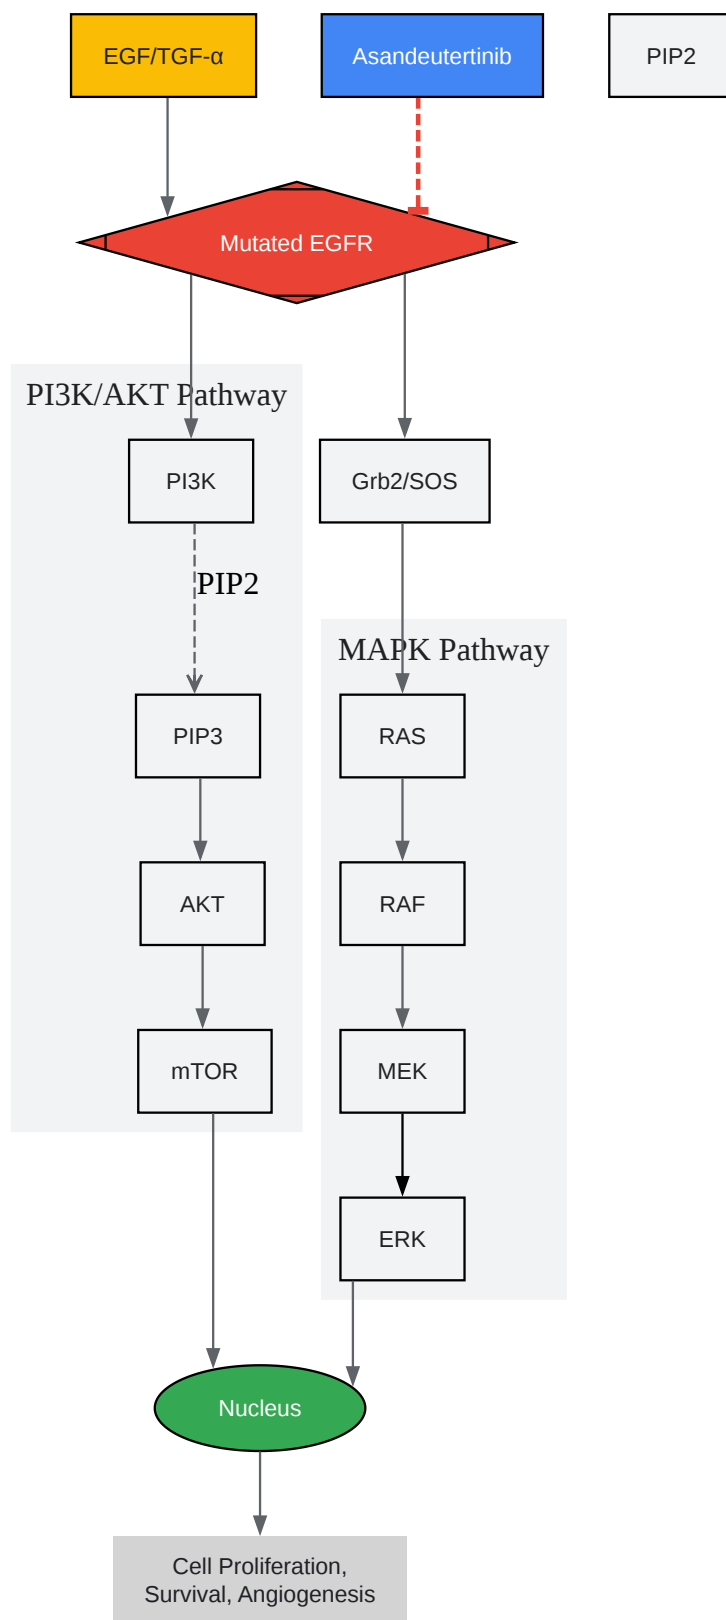 EGF/TGF-α
Asandeutertinib
PIP2
Mutated EGFR
PI3K/AKT Pathway
PI3K
Grb2/SOS
PIP2
MAPK Pathway
PIP3
RAS
AKT
RAF
mTOR
MEK
ERK
Nucleus
Cell Proliferation,
Survival, Angiogenesis